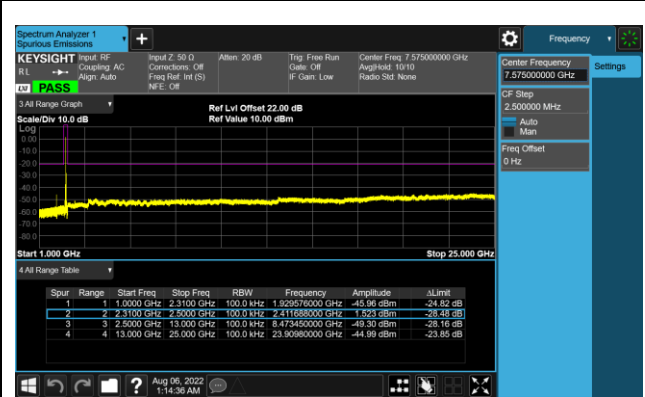 Spectrum Analyzer 1
Spurious Emissions
Frequency
KEYSIGHT
Input: RF
Input Z: 50 Ω
Atten: 20 dB
Trig: Free Run
Center Freq: 7.575000000 GHz
RL
Coupling: AC
Corrections: Off
Gate: Off
Avg|Hold: 10/10
Align: Auto
Freq Ref: Int (S)
IF Gain: Low
Radio Std: None
NFE: Off
LXI
PASS
Center Frequency
7.575000000 GHz
Settings
CF Step
2.500000 MHz
Auto
Man
Freq Offset
0 Hz
3 All Range Graph
Ref Lvl Offset 22.00 dB
Scale/Div 10.0 dB
Ref Value 10.00 dBm
Log
0.00
-10.0
-20.0
-30.0
-40.0
-50.0
-60.0
-70.0
-80.0
Start 1.000 GHz
Stop 25.000 GHz
4 All Range Table
Spur Range Start Freq Stop Freq RBW Frequency Amplitude ΔLimit
1 1 1.0000 GHz 2.3100 GHz 100.0 kHz 1.929576000 GHz -45.96 dBm -24.82 dB
2 2 2.3100 GHz 2.5000 GHz 100.0 kHz 2.411688000 GHz 1.523 dBm -28.48 dB
3 3 2.5000 GHz 13.000 GHz 100.0 kHz 8.473450000 GHz -49.30 dBm -28.16 dB
4 4 13.000 GHz 25.000 GHz 100.0 kHz 23.90980000 GHz -44.99 dBm -23.85 dB
Aug 06, 2022
1:14:36 AM